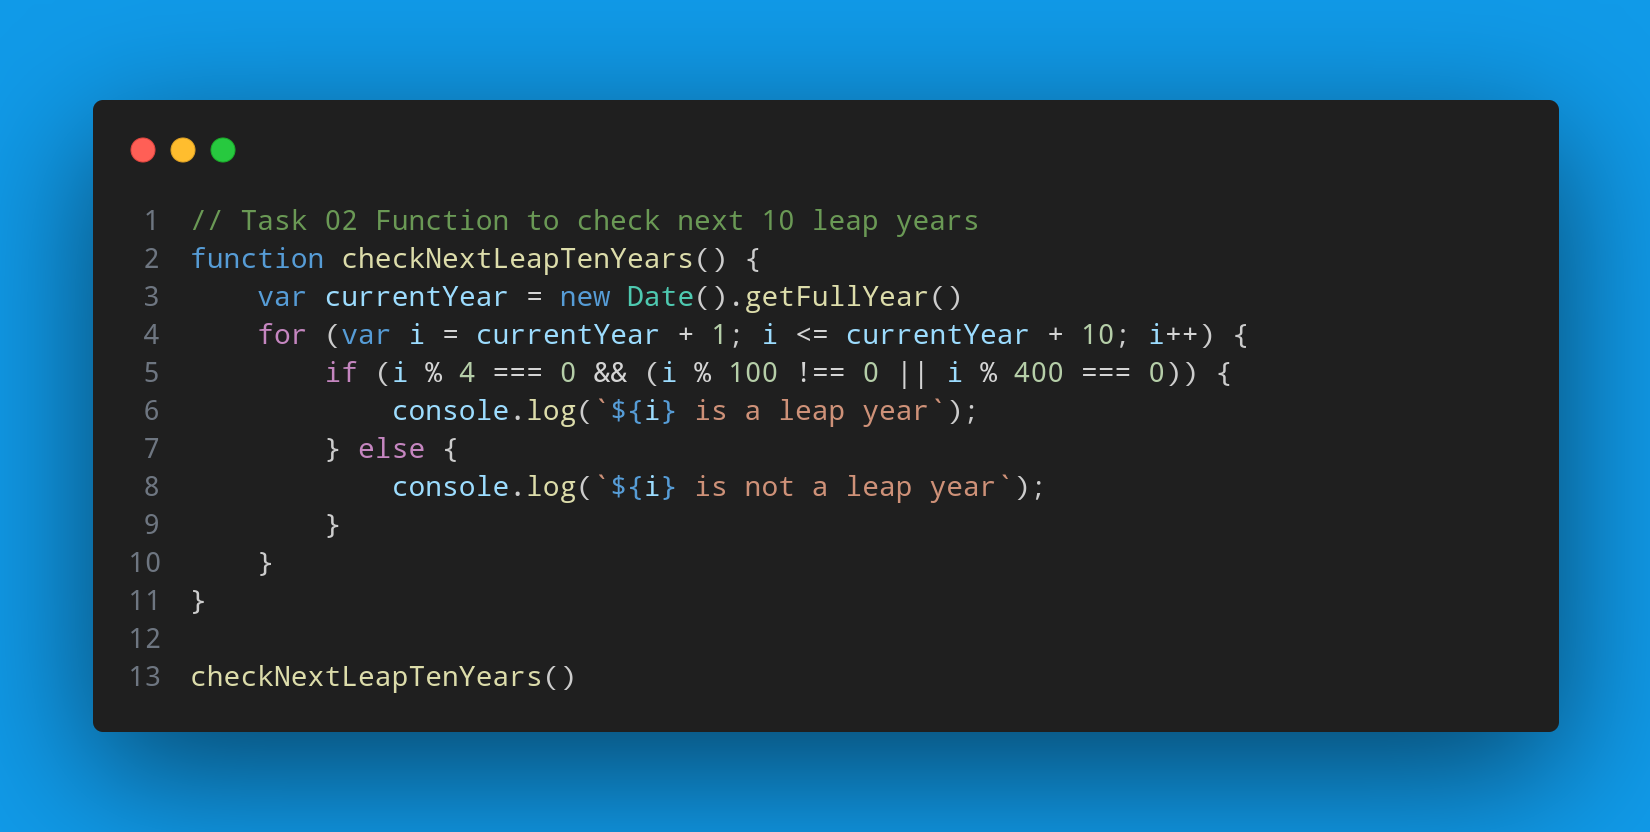 1 // Task 02 Function to check next 10 leap years
2 function checkNextLeapTenYears() {
3     var currentYear = new Date().getFullYear()
4     for (var i = currentYear + 1; i <= currentYear + 10; i++) {
5         if (i % 4 === 0 && (i % 100 !== 0 || i % 400 === 0)) {
6             console.log(`${i} is a leap year`);
7         } else {
8             console.log(`${i} is not a leap year`);
9         }
10     }
11 }
12
13 checkNextLeapTenYears()